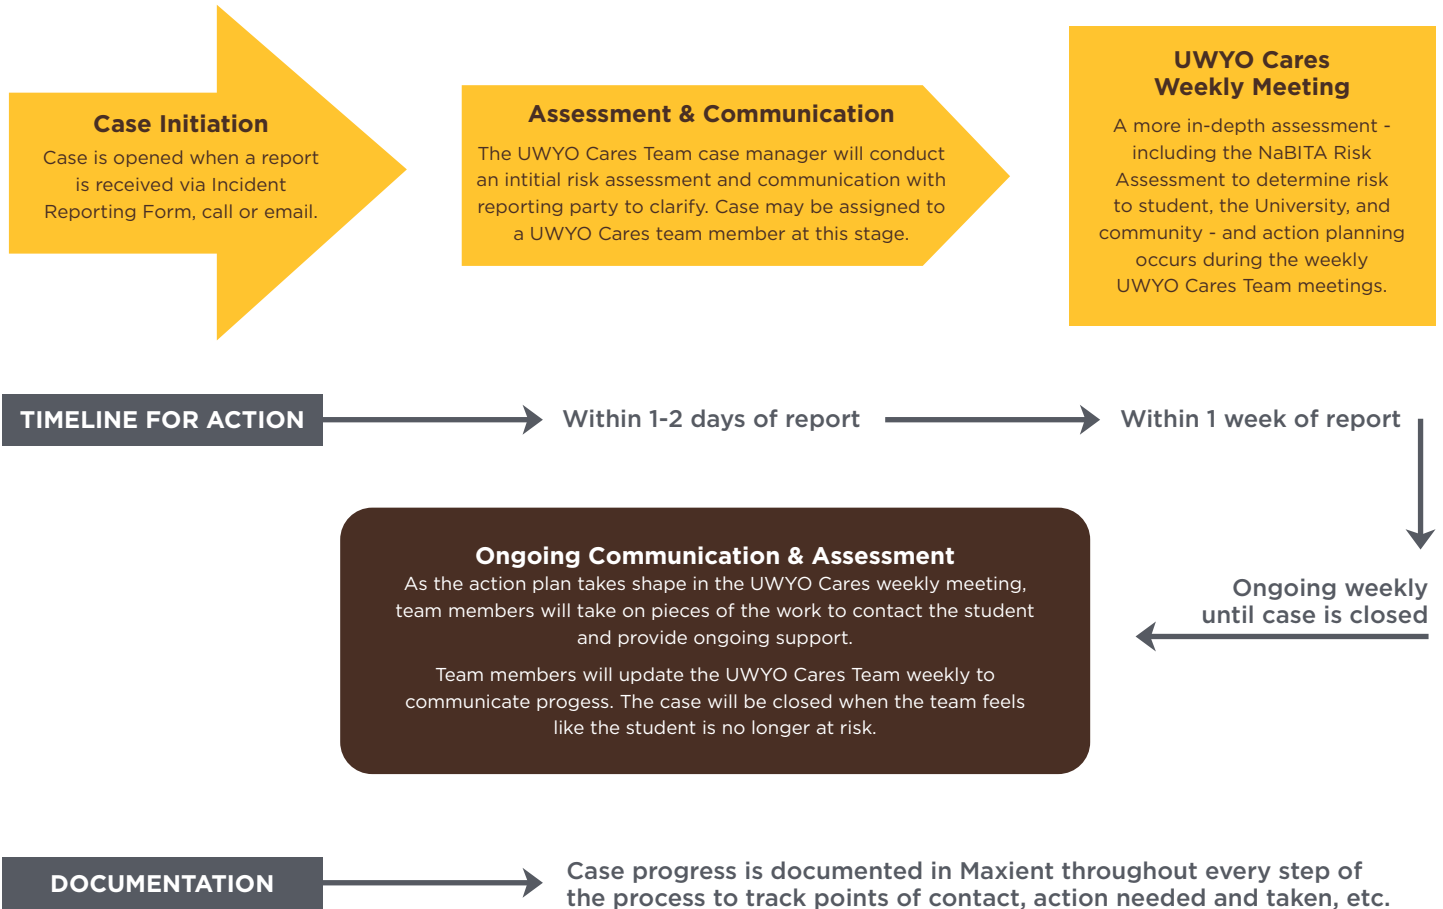 Case Initiation
Case is opened when a report
is received via Incident
Reporting Form, call or email.
Assessment & Communication
The UWYO Cares Team case manager will conduct
an intitial risk assessment and communication with
reporting party to clarify. Case may be assigned to
a UWYO Cares team member at this stage.
UWYO Cares
Weekly Meeting
A more in-depth assessment -
including the NaBITA Risk
Assessment to determine risk
to student, the University, and
community - and action planning
occurs during the weekly
UWYO Cares Team meetings.
TIMELINE FOR ACTION
Within 1-2 days of report
Within 1 week of report
Ongoing weekly
until case is closed
Ongoing Communication & Assessment
As the action plan takes shape in the UWYO Cares weekly meeting,
team members will take on pieces of the work to contact the student
and provide ongoing support.
Team members will update the UWYO Cares Team weekly to
communicate progess. The case will be closed when the team feels
like the student is no longer at risk.
DOCUMENTATION
Case progress is documented in Maxient throughout every step of
the process to track points of contact, action needed and taken, etc.